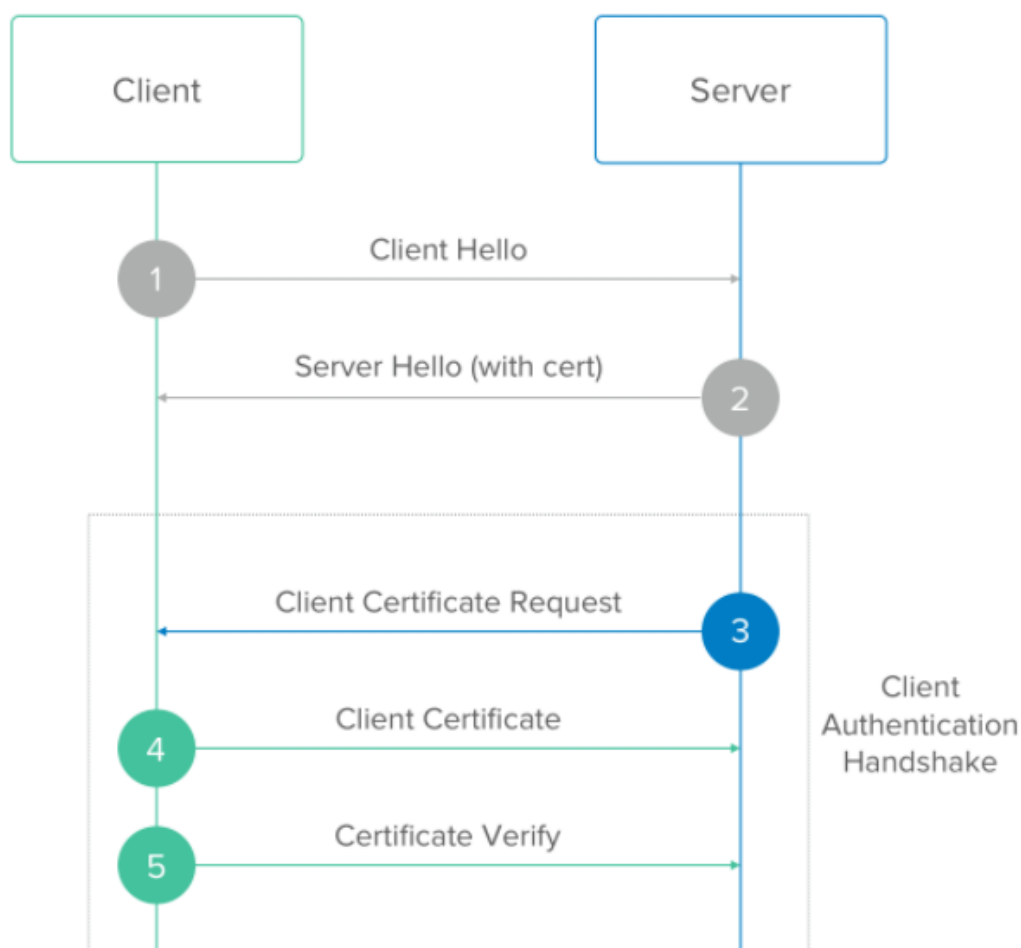 Client
Server
Client Hello
1
Server Hello (with cert)
2
Client Certificate Request
3
Client Certificate
4
Client
Authentication
Handshake
Certificate Verify
5